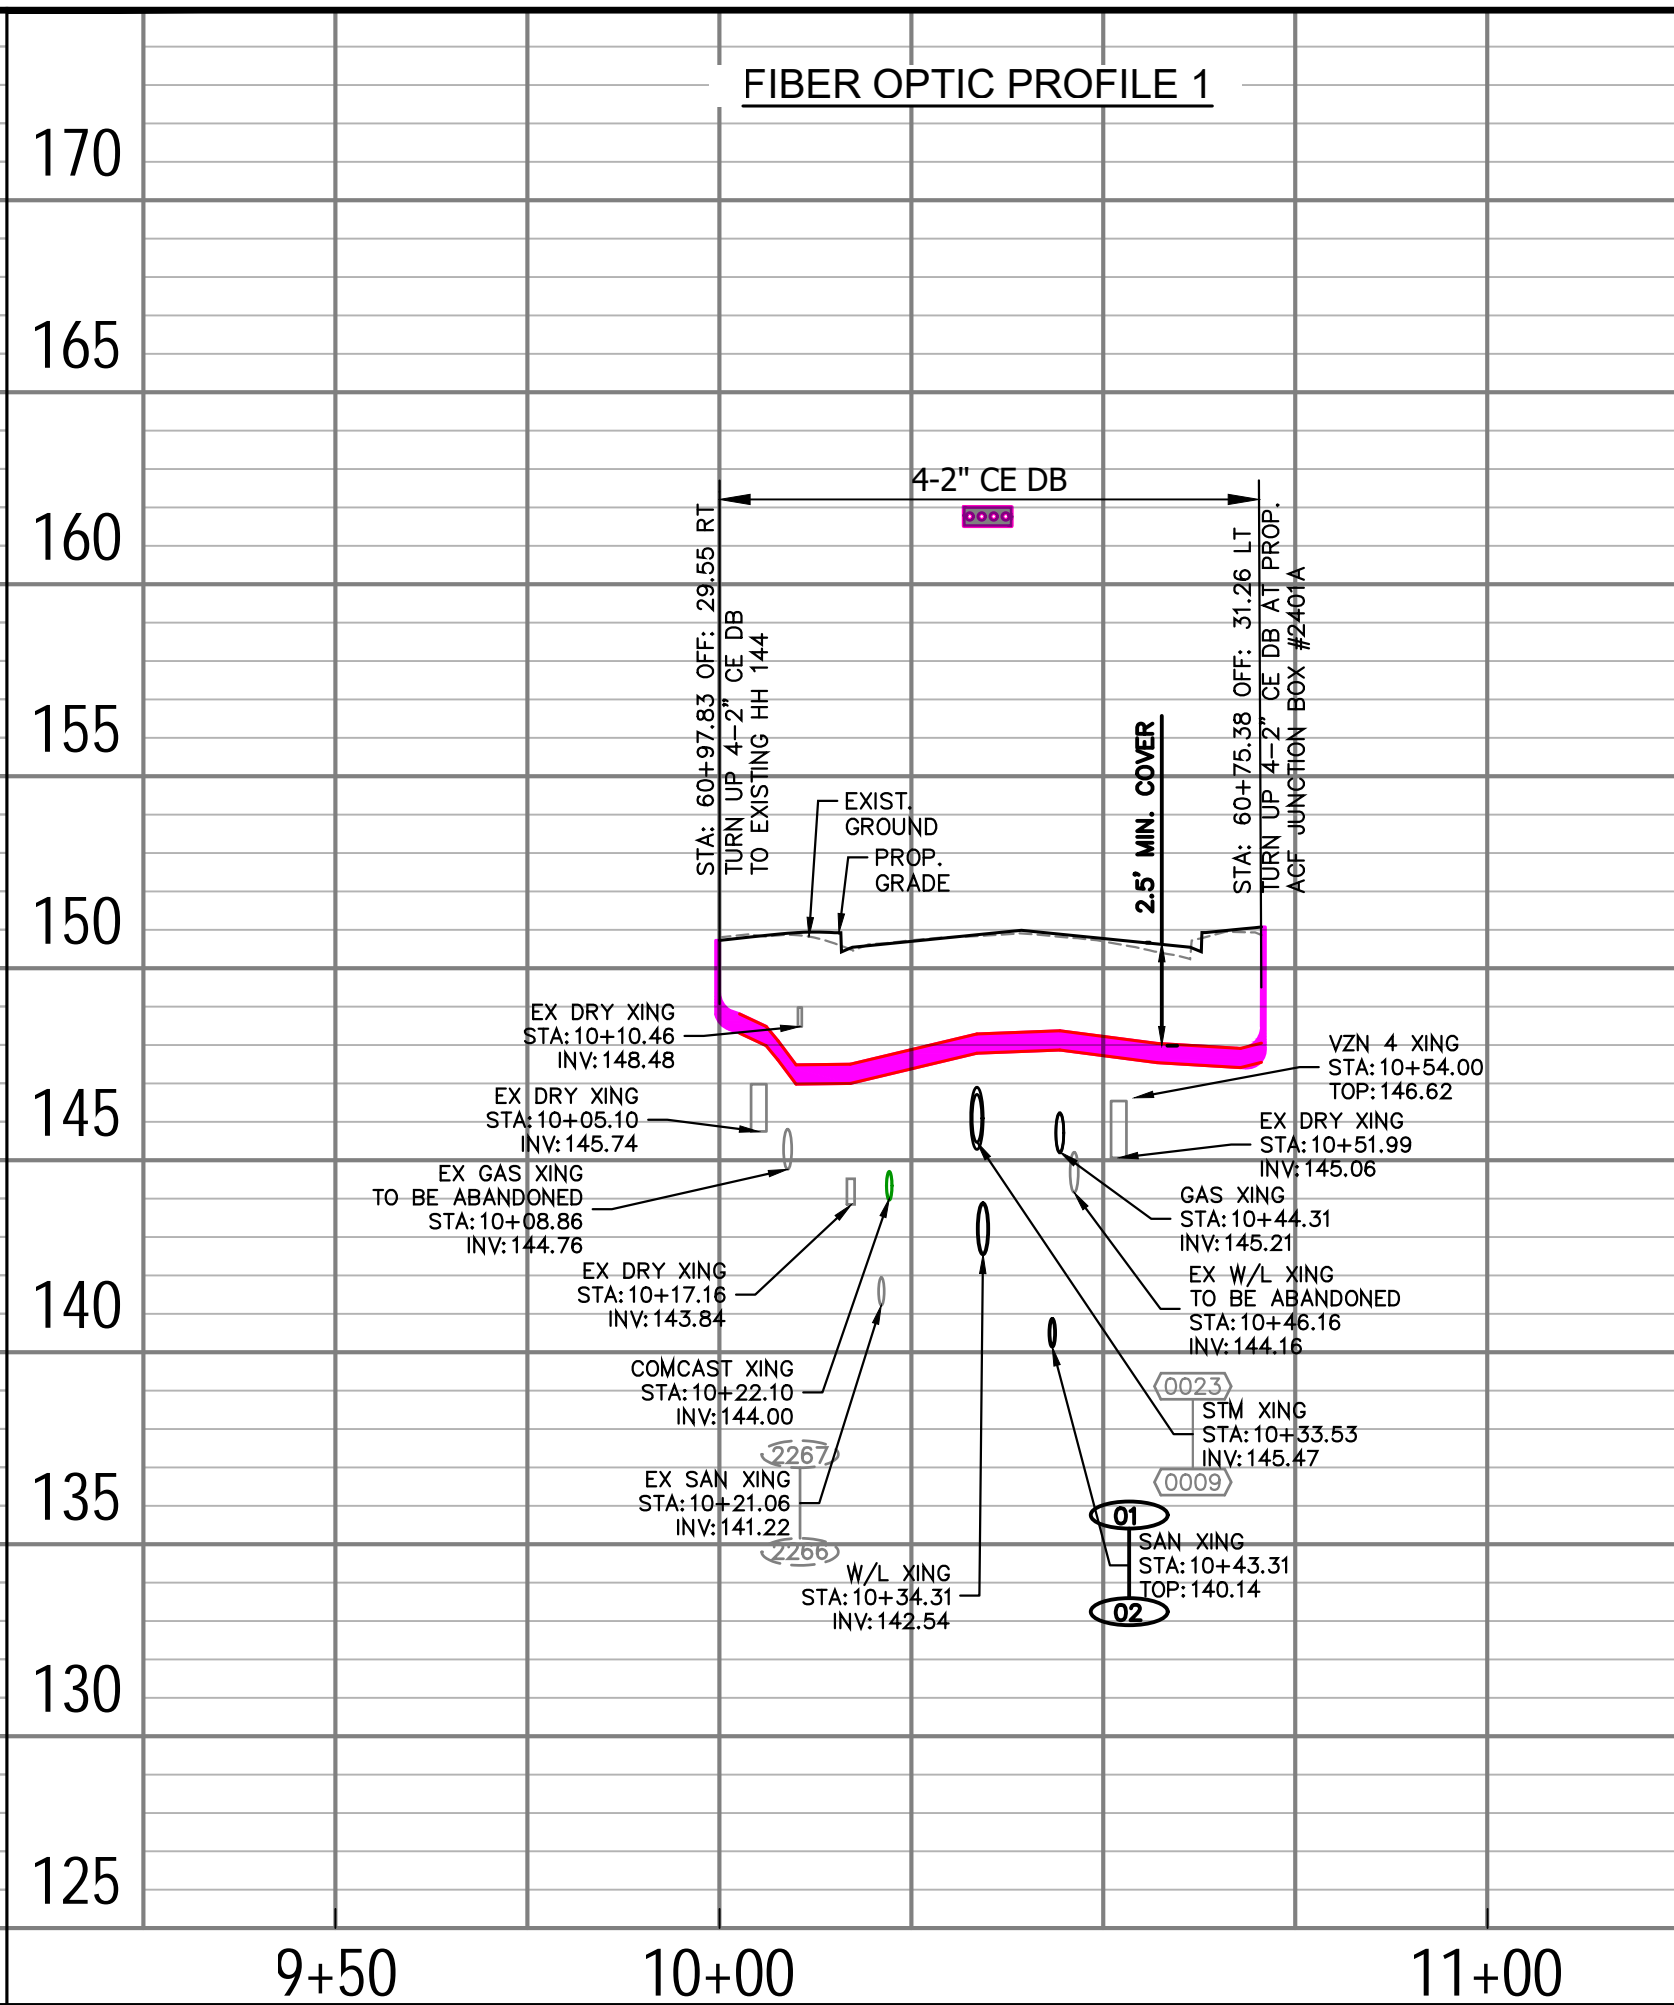 FIBER OPTIC PROFILE 1
170
165
160
155
150
145
140
135
130
125
9+50
10+00
11+00
4-2" CE DB
STA: 60+97.83 OFF: 29.55 RT
TURN UP 4-2" CE DB
TO EXISTING HH 144
STA: 60+75.38 OFF: 31.26 LT
TURN UP 4-2" CE DB AT PROP.
ACF JUNCTION BOX #2401A
2.5' MIN. COVER
EXIST.
GROUND
PROP.
GRADE
EX DRY XING
STA:10+10.46
INV:148.48
EX DRY XING
STA:10+05.10
INV:145.74
EX GAS XING
TO BE ABANDONED
STA:10+08.86
INV:144.76
EX DRY XING
STA:10+17.16
INV:143.84
COMCAST XING
STA:10+22.10
INV:144.00
2267
EX SAN XING
STA:10+21.06
INV:141.22
2266
W/L XING
STA:10+34.31
INV:142.54
VZN 4 XING
STA:10+54.00
TOP:146.62
EX DRY XING
STA:10+51.99
INV:145.06
GAS XING
STA:10+44.31
INV:145.21
EX W/L XING
TO BE ABANDONED
STA:10+46.16
INV:144.16
0023
STM XING
STA:10+33.53
INV:145.47
0009
01
SAN XING
STA:10+43.31
TOP:140.14
02